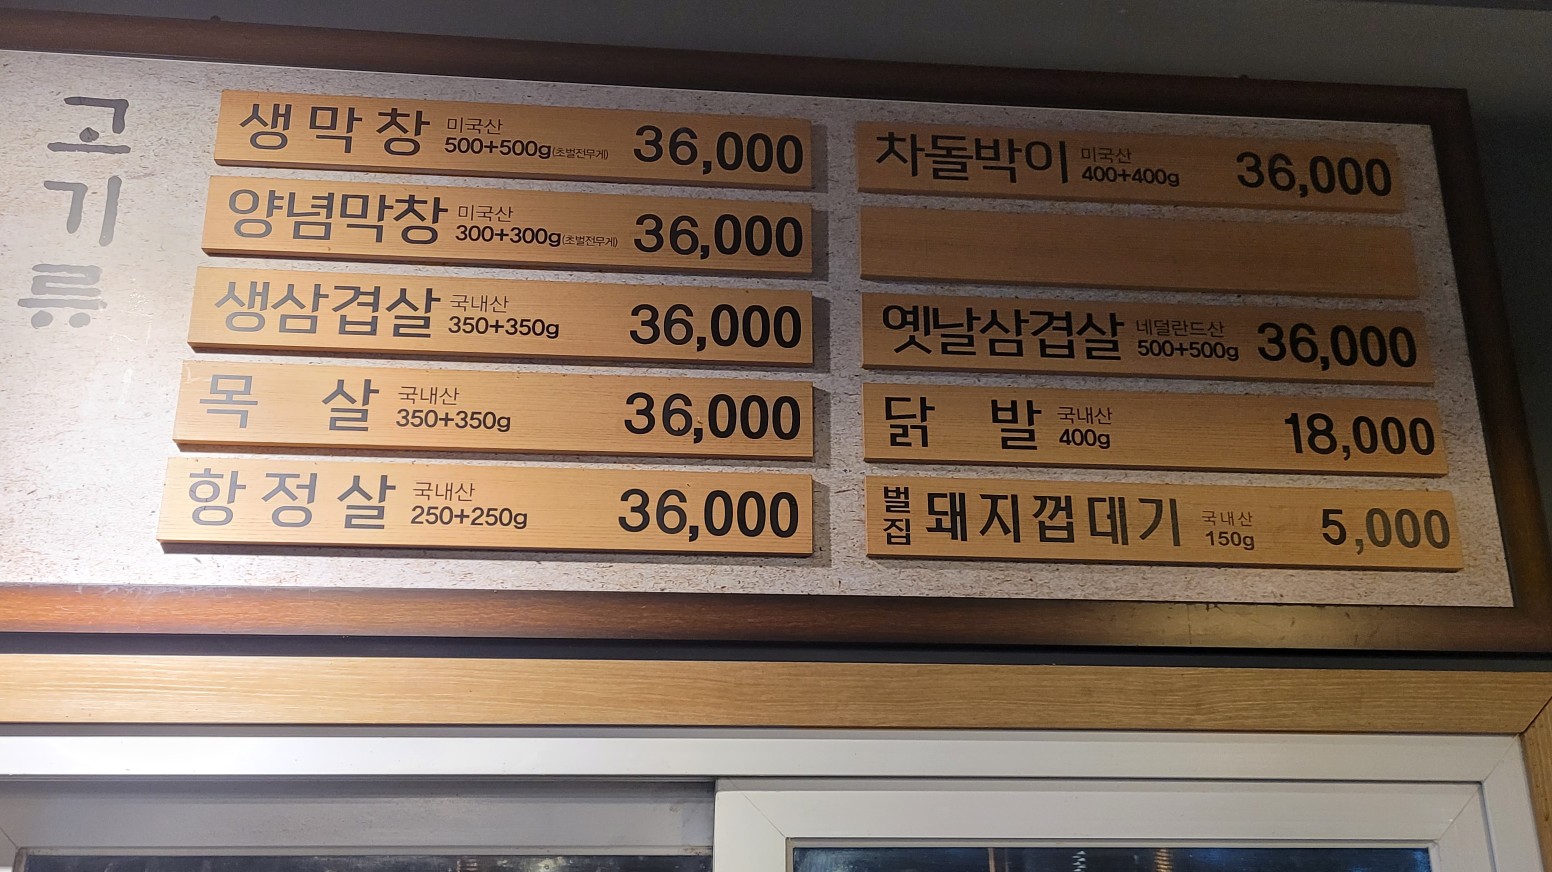 고기류
생막창 미국산 500+500g(초벌전무게) 36,000
양념막창 미국산 300+300g(초벌전무게) 36,000
생삼겹살 국내산 350+350g 36,000
목 살 국내산 350+350g 36,000
항정살 국내산 250+250g 36,000
차돌박이 미국산 400+400g 36,000
옛날삼겹살 네덜란드산 500+500g 36,000
닭 발 국내산 400g 18,000
벌집 돼지껍데기 국내산 150g 5,000